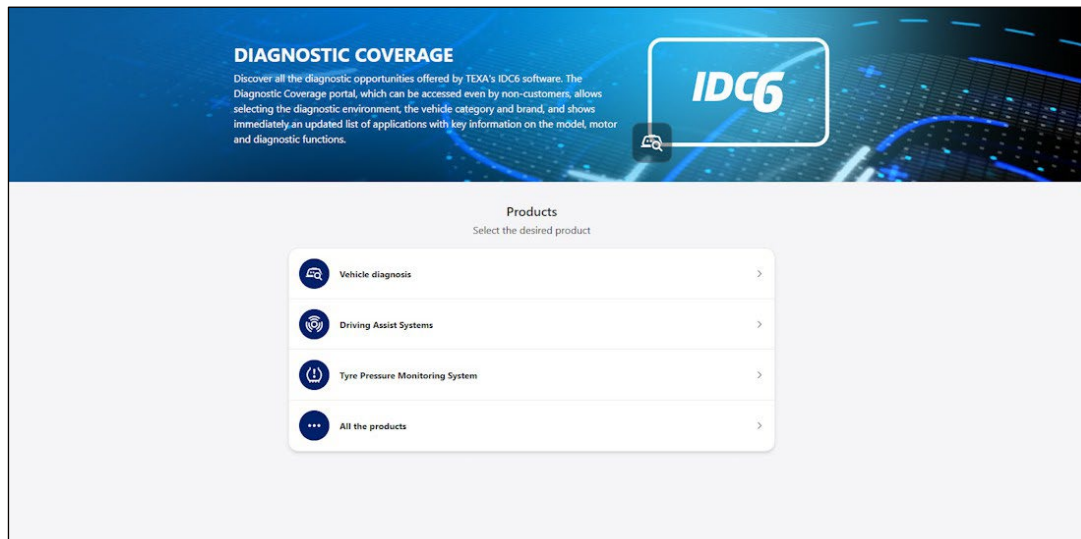 DIAGNOSTIC COVERAGE
Discover all the diagnostic opportunities offered by TEXA's IDC6 software. The
Diagnostic Coverage portal, which can be accessed even by non-customers, allows
selecting the diagnostic environment, the vehicle category and brand, and shows
immediately an updated list of applications with key information on the model, motor
and diagnostic functions.
IDC6
Products
Select the desired product
Vehicle diagnosis
Driving Assist Systems
Tyre Pressure Monitoring System
All the products